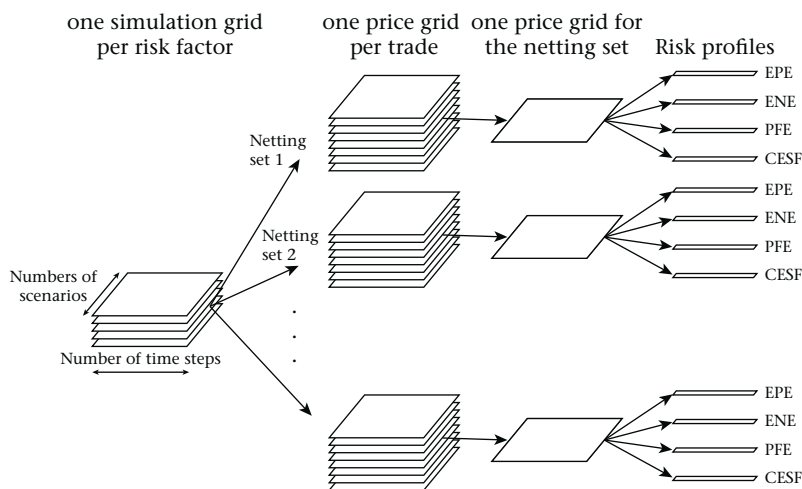 one simulation grid
per risk factor
one price grid
per trade
one price grid for
the netting set
Risk profiles
Netting
set 1
EPE
ENE
PFE
CESF
Netting
set 2
EPE
ENE
PFE
CESF
Numbers of
scenarios
Number of time steps
EPE
ENE
PFE
CESF